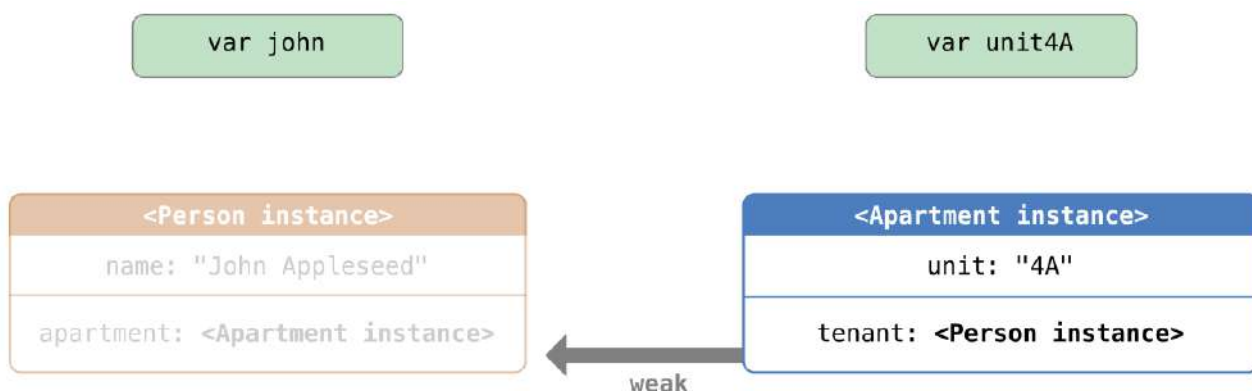 var john
var unit4A
<Person instance>
name: "John Appleseed"
apartment: <Apartment instance>
<Apartment instance>
unit: "4A"
tenant: <Person instance>
weak